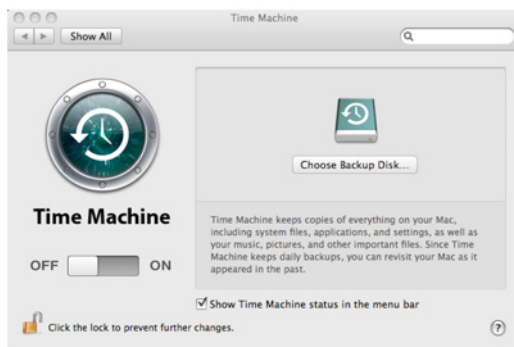 Time Machine
Show All
Choose Backup Disk...
Time Machine
Time Machine keeps copies of everything on your Mac,
including system files, applications, and settings, as well as
your music, pictures, and other important files. Since Time
Machine keeps daily backups, you can revisit your Mac as it
appeared in the past.
OFF ON
Show Time Machine status in the menu bar
Click the lock to prevent further changes.
?